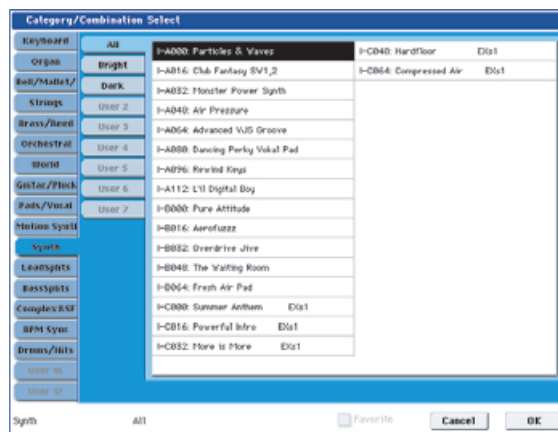 Category/Combination Select
Keyboard
Organ
Bell/Mallet/
Strings
Brass/Reed
Orchestral
World
Guitar/Pluck
Pads/Vocal
Motion Synth
Synth
LeadSplits
BassSplits
Complex&SF
BPM Sync
Drums/Hits
User 16
User 17
All
Bright
Dark
User 2
User 3
User 4
User 5
User 6
User 7
I-A000: Particles & Waves
I-A016: Club Fantasy SW1,2
I-A032: Monster Power Synth
I-A048: Air Pressure
I-A064: Advanced VJS Groove
I-A080: Dancing Perky Vokal Pad
I-A096: Rewind Keys
I-A112: L'il Digital Boy
I-B000: Pure Attitude
I-B016: Aerofuzzz
I-B032: Overdrive Jive
I-B048: The Waiting Room
I-B064: Fresh Air Pad
I-C000: Summer Anthem EXs1
I-C016: Powerful Intro EXs1
I-C032: More is More EXs1
I-C048: Hardfloor EXs1
I-C064: Compressed Air EXs1
Synth All
Favorite
Cancel
OK